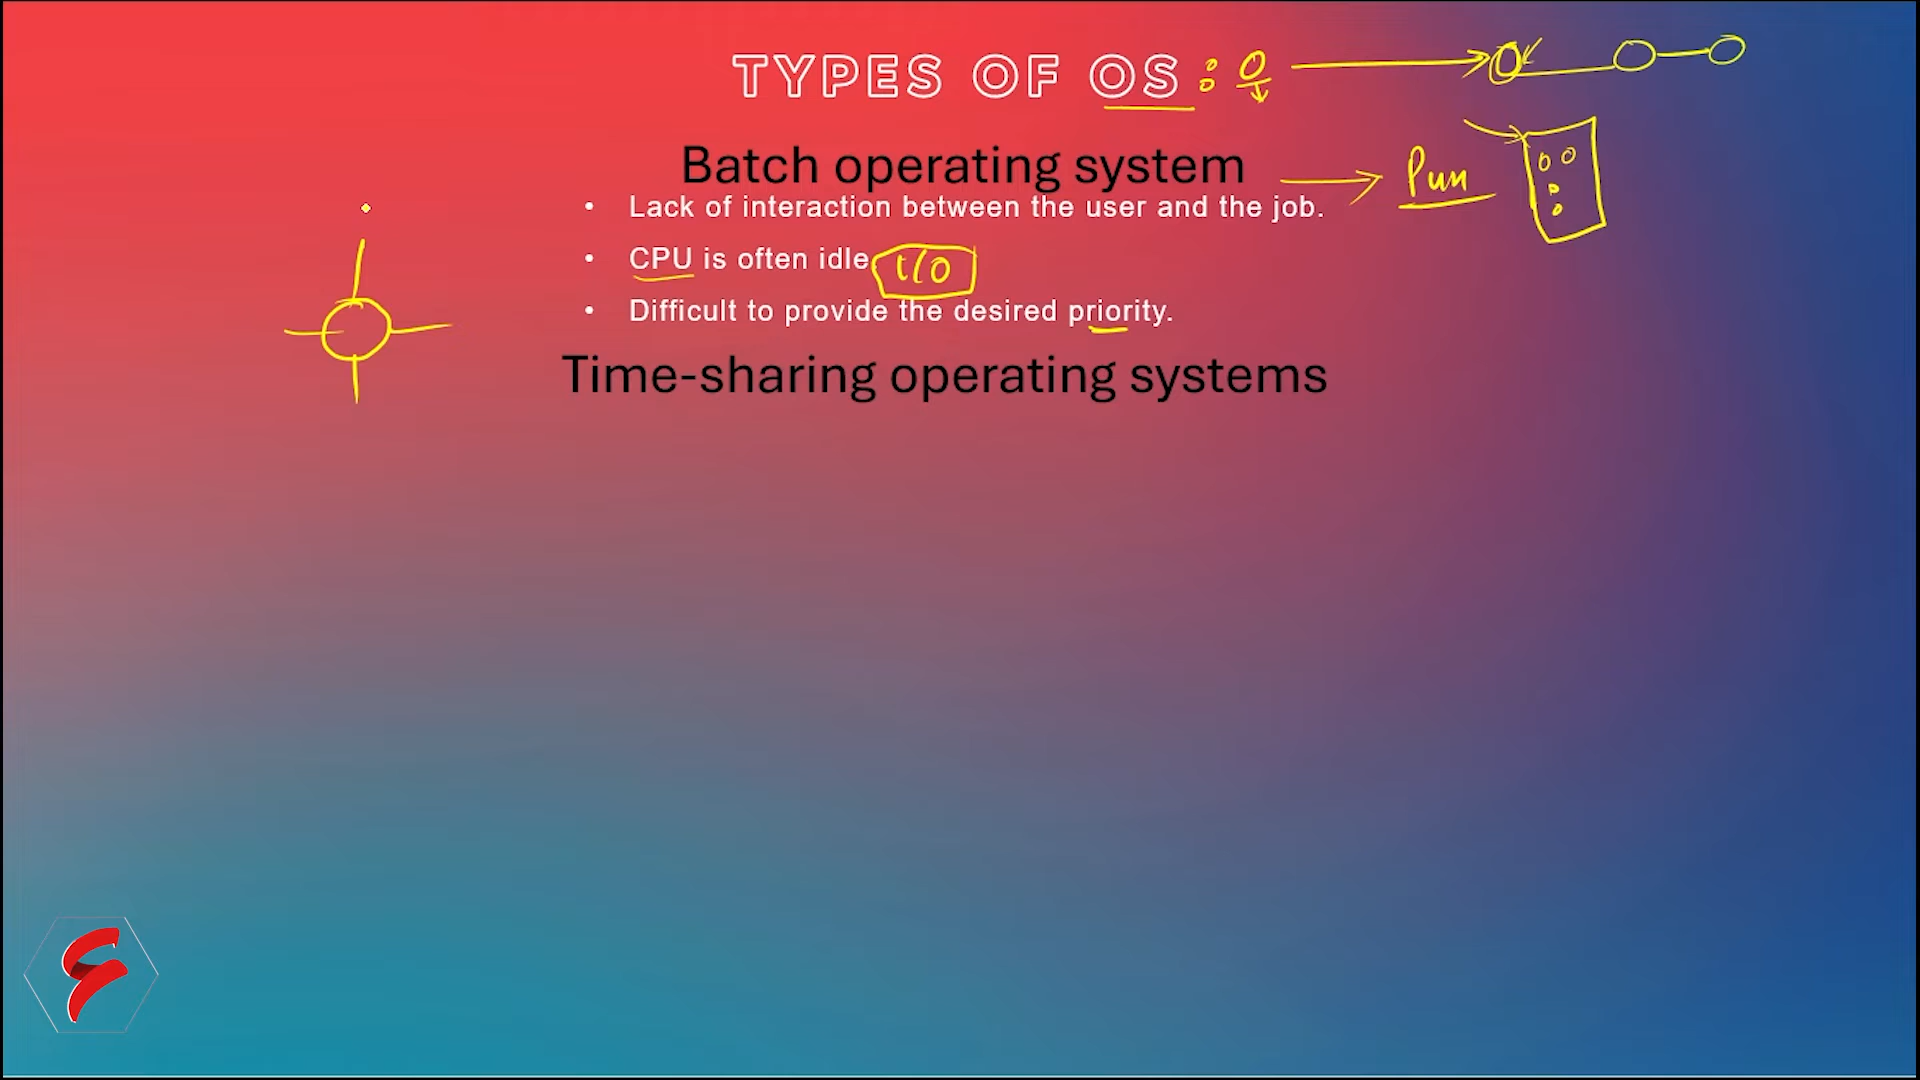 TYPES OF OS :
Batch operating system
Pun
• Lack of interaction between the user and the job.
• CPU is often idle I/O
• Difficult to provide the desired priority.
Time-sharing operating systems